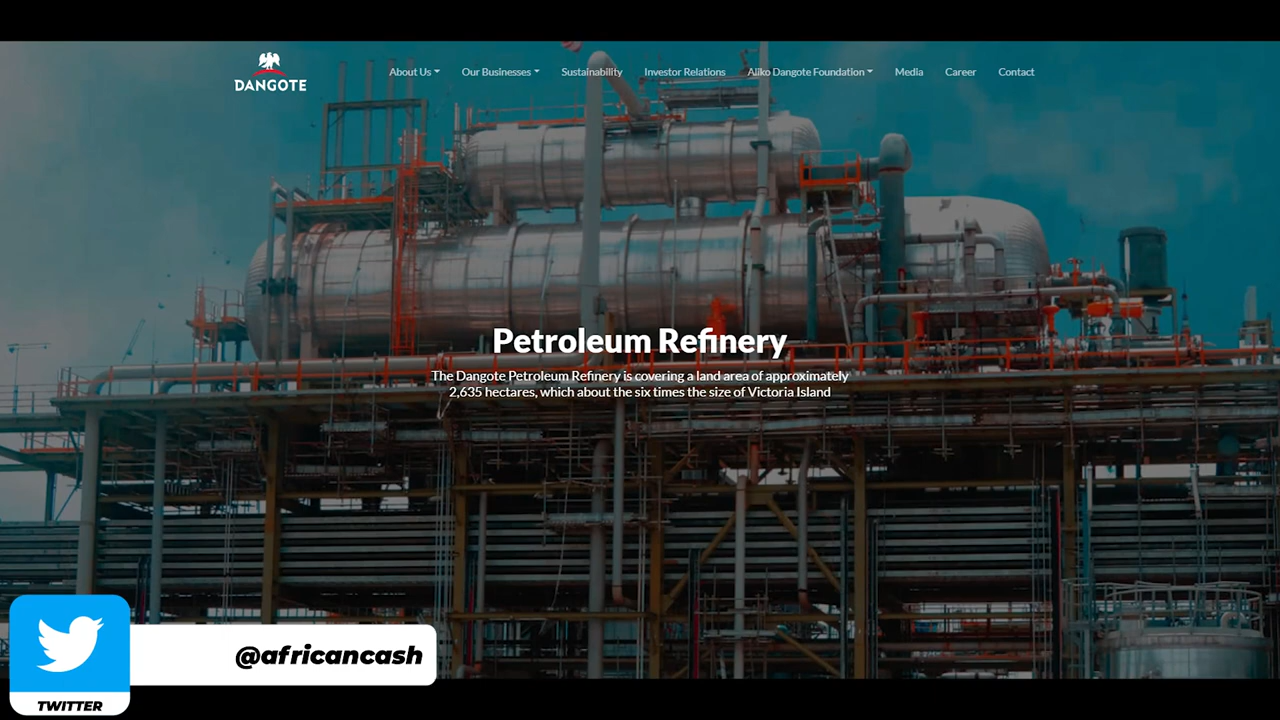 DANGOTE
About Us
Our Businesses
Sustainability
Investor Relations
Aliko Dangote Foundation
Media
Career
Contact
Petroleum Refinery
The Dangote Petroleum Refinery is covering a land area of approximately
2,635 hectares, which about the six times the size of Victoria Island
@africancash
TWITTER